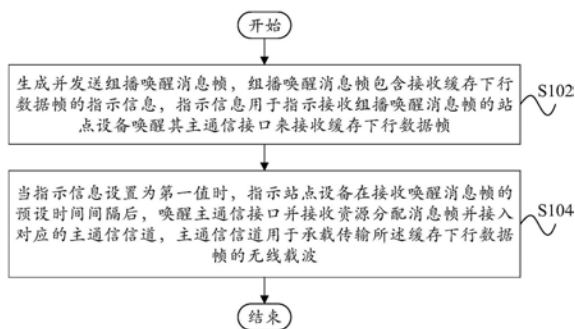 开始
生成并发送组播唤醒消息帧，组播唤醒消息帧包含接收缓存下行
数据帧的指示信息，指示信息用于指示接收组播唤醒消息帧的站
点设备唤醒其主通信接口来接收缓存下行数据帧
S102
当指示信息设置为第一值时，指示站点设备在接收唤醒消息帧的
预设时间间隔后，唤醒主通信接口并接收资源分配消息帧并接入
对应的主通信信道，主通信信道用于承载传输所述缓存下行数据
帧的无线载波
S104
结束